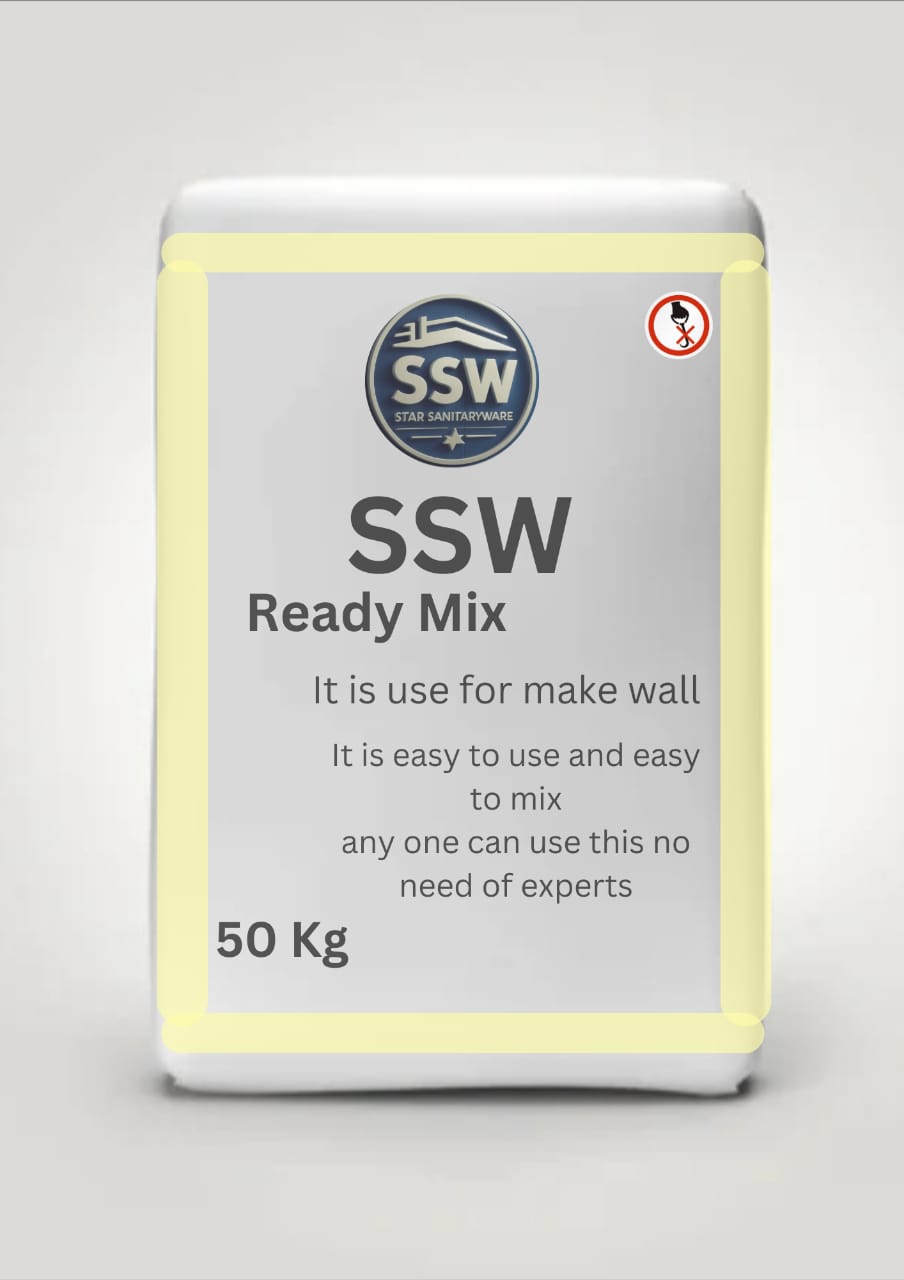 SSW
STAR SANITARYWARE
SSW
Ready Mix
It is use for make wall
It is easy to use and easy
to mix
any one can use this no
need of experts
50 Kg